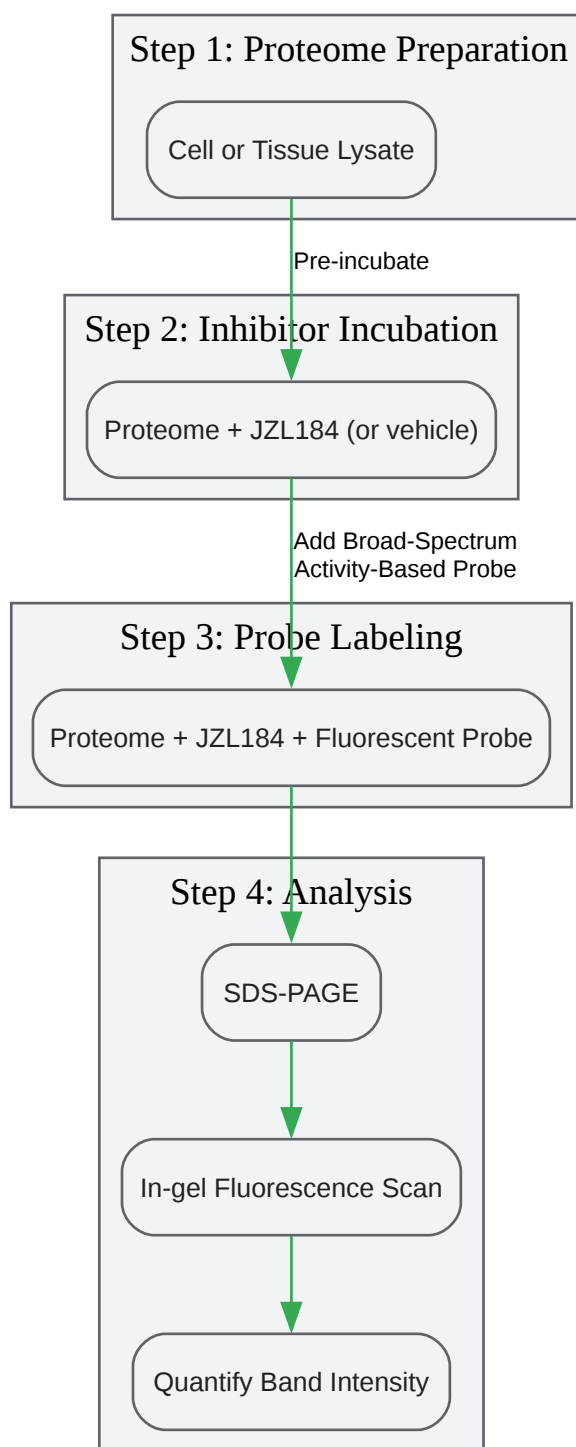 Step 1: Proteome Preparation
Cell or Tissue Lysate
Pre-incubate
Step 2: Inhibitor Incubation
Proteome + JZL184 (or vehicle)
Add Broad-Spectrum
Activity-Based Probe
Step 3: Probe Labeling
Proteome + JZL184 + Fluorescent Probe
Step 4: Analysis
SDS-PAGE
In-gel Fluorescence Scan
Quantify Band Intensity